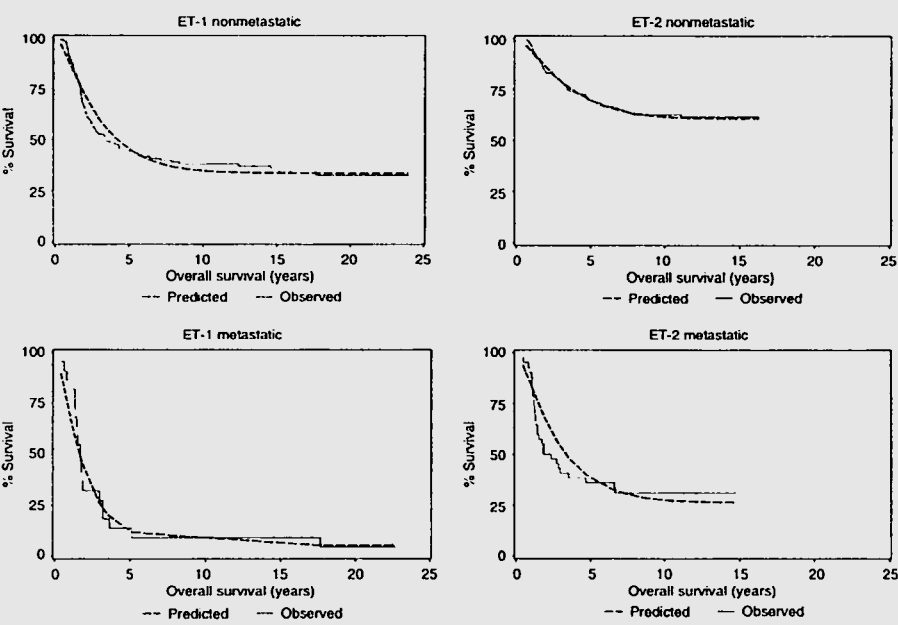 ET-1 nonmetastatic
100
75
50
25
0
% Survival
0 5 10 15 20 25
Overall survival (years)
Predicted Observed
ET-2 nonmetastatic
100
75
50
25
0
% Survival
0 5 10 15 20 25
Overall survival (years)
Predicted Observed
ET-1 metastatic
100
75
50
25
0
% Survival
0 5 10 15 20 25
Overall survival (years)
Predicted Observed
ET-2 metastatic
100
75
50
25
0
% Survival
0 5 10 15 20 25
Overall survival (years)
Predicted Observed